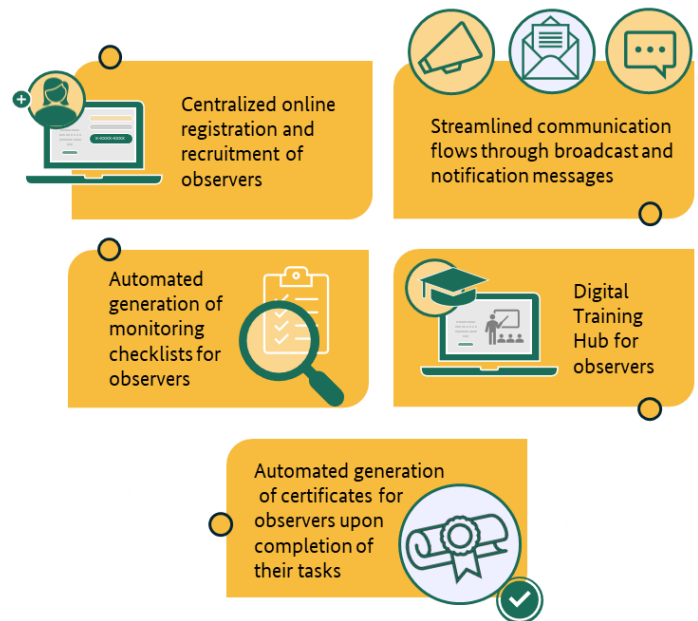 Centralized online
registration and
recruitment of
observers
Streamlined communication
flows through broadcast and
notification messages
Automated
generation of
monitoring
checklists for
observers
Digital
Training
Hub for
observers
Automated generation
of certificates for
observers upon
completion of
their tasks